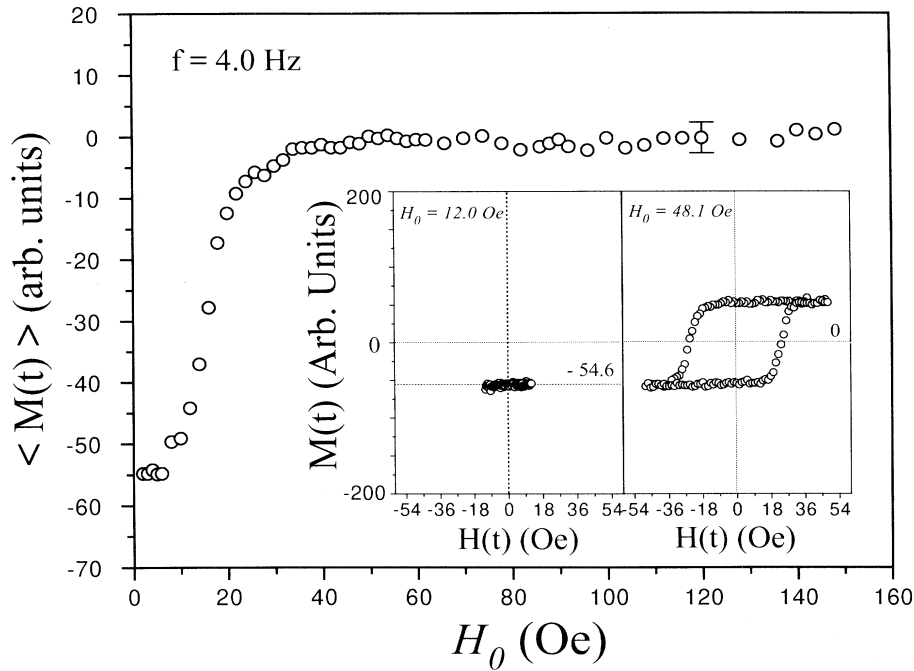 20
10
0
-10
-20
-30
-40
-50
-60
-70
< M(t) > (arb. units)
f = 4.0 Hz
200
0
-200
M(t) (Arb. Units)
H0 = 12.0 Oe
- 54.6
-54 -36 -18 0 18 36
H(t) (Oe)
H0 = 48.1 Oe
0
-54 -36 -18 0 18 36 54
H(t) (Oe)
0 20 40 60 80 100 120 140 160
H0 (Oe)